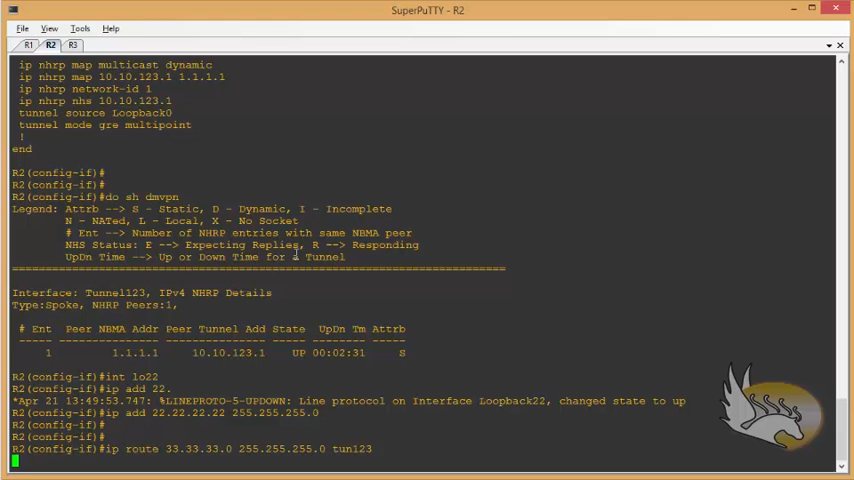 SuperPuTTY - R2
File View Tools Help
R1 R2 R3
ip nhrp map multicast dynamic
ip nhrp map 10.10.123.1 1.1.1.1
ip nhrp network-id 1
ip nhrp nhs 10.10.123.1
tunnel source Loopback0
tunnel mode gre multipoint
!
end
R2(config-if)#
R2(config-if)#
R2(config-if)#do sh dmvpn
Legend: Attrb --> S - Static, D - Dynamic, I - Incomplete
N - NATed, L - Local, X - No Socket
# Ent --> Number of NHRP entries with same NBMA peer
NHS Status: E --> Expecting Replies, R --> Responding
UpDn Time --> Up or Down Time for a Tunnel
==========================================================================
Interface: Tunnel123, IPv4 NHRP Details
Type:Spoke, NHRP Peers:1,
# Ent Peer NBMA Addr Peer Tunnel Add State UpDn Tm Attrb
----- --------------- --------------- ----- -------- -----
1 1.1.1.1 10.10.123.1 UP 00:02:31 S
R2(config-if)#int lo22
R2(config-if)#ip add 22.
*Apr 21 13:49:53.747: %LINEPROTO-5-UPDOWN: Line protocol on Interface Loopback22, changed state to up
R2(config-if)#ip add 22.22.22.22 255.255.255.0
R2(config-if)#
R2(config-if)#
R2(config-if)#ip route 33.33.33.0 255.255.255.0 tun123